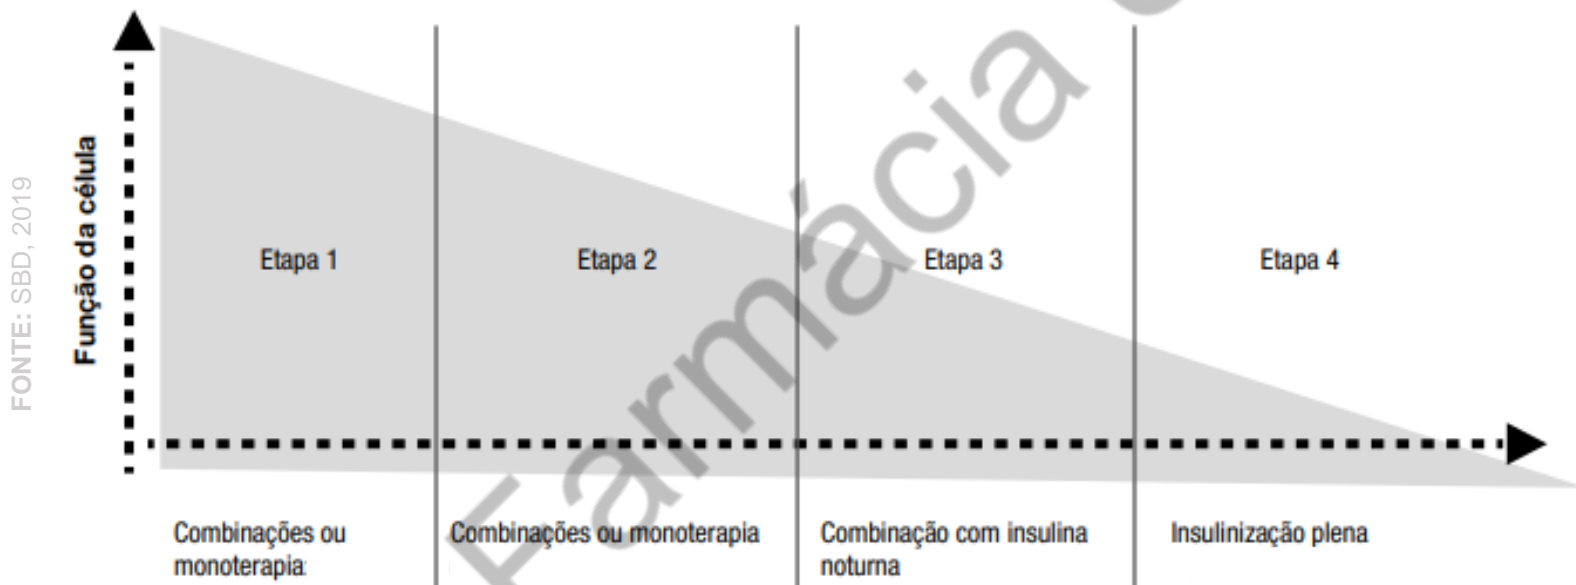 FONTE: SBD, 2019
Função da célula
Etapa 1
Etapa 2
Etapa 3
Etapa 4
Combinações ou
monoterapia:
Combinações ou monoterapia
Combinação com insulina
noturna
Insulinização plena
Farmácia